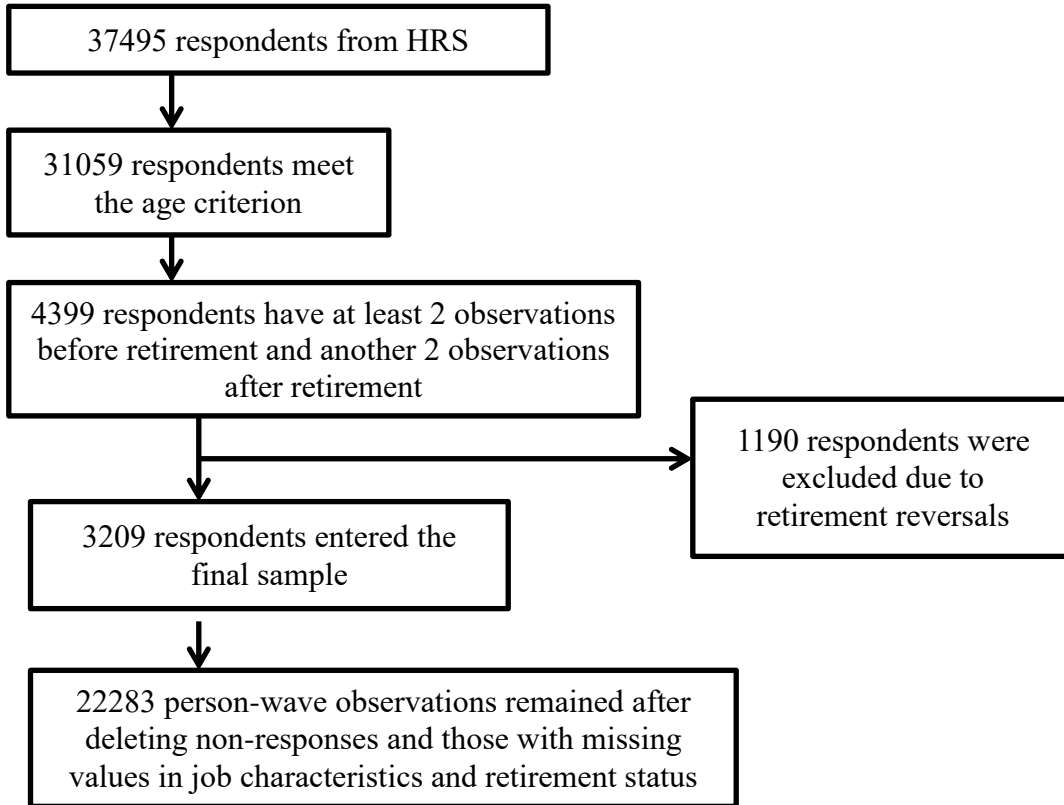 37495 respondents from HRS
31059 respondents meet
the age criterion
4399 respondents have at least 2 observations
before retirement and another 2 observations
after retirement
1190 respondents were
excluded due to
retirement reversals
3209 respondents entered the
final sample
22283 person-wave observations remained after
deleting non-responses and those with missing
values in job characteristics and retirement status